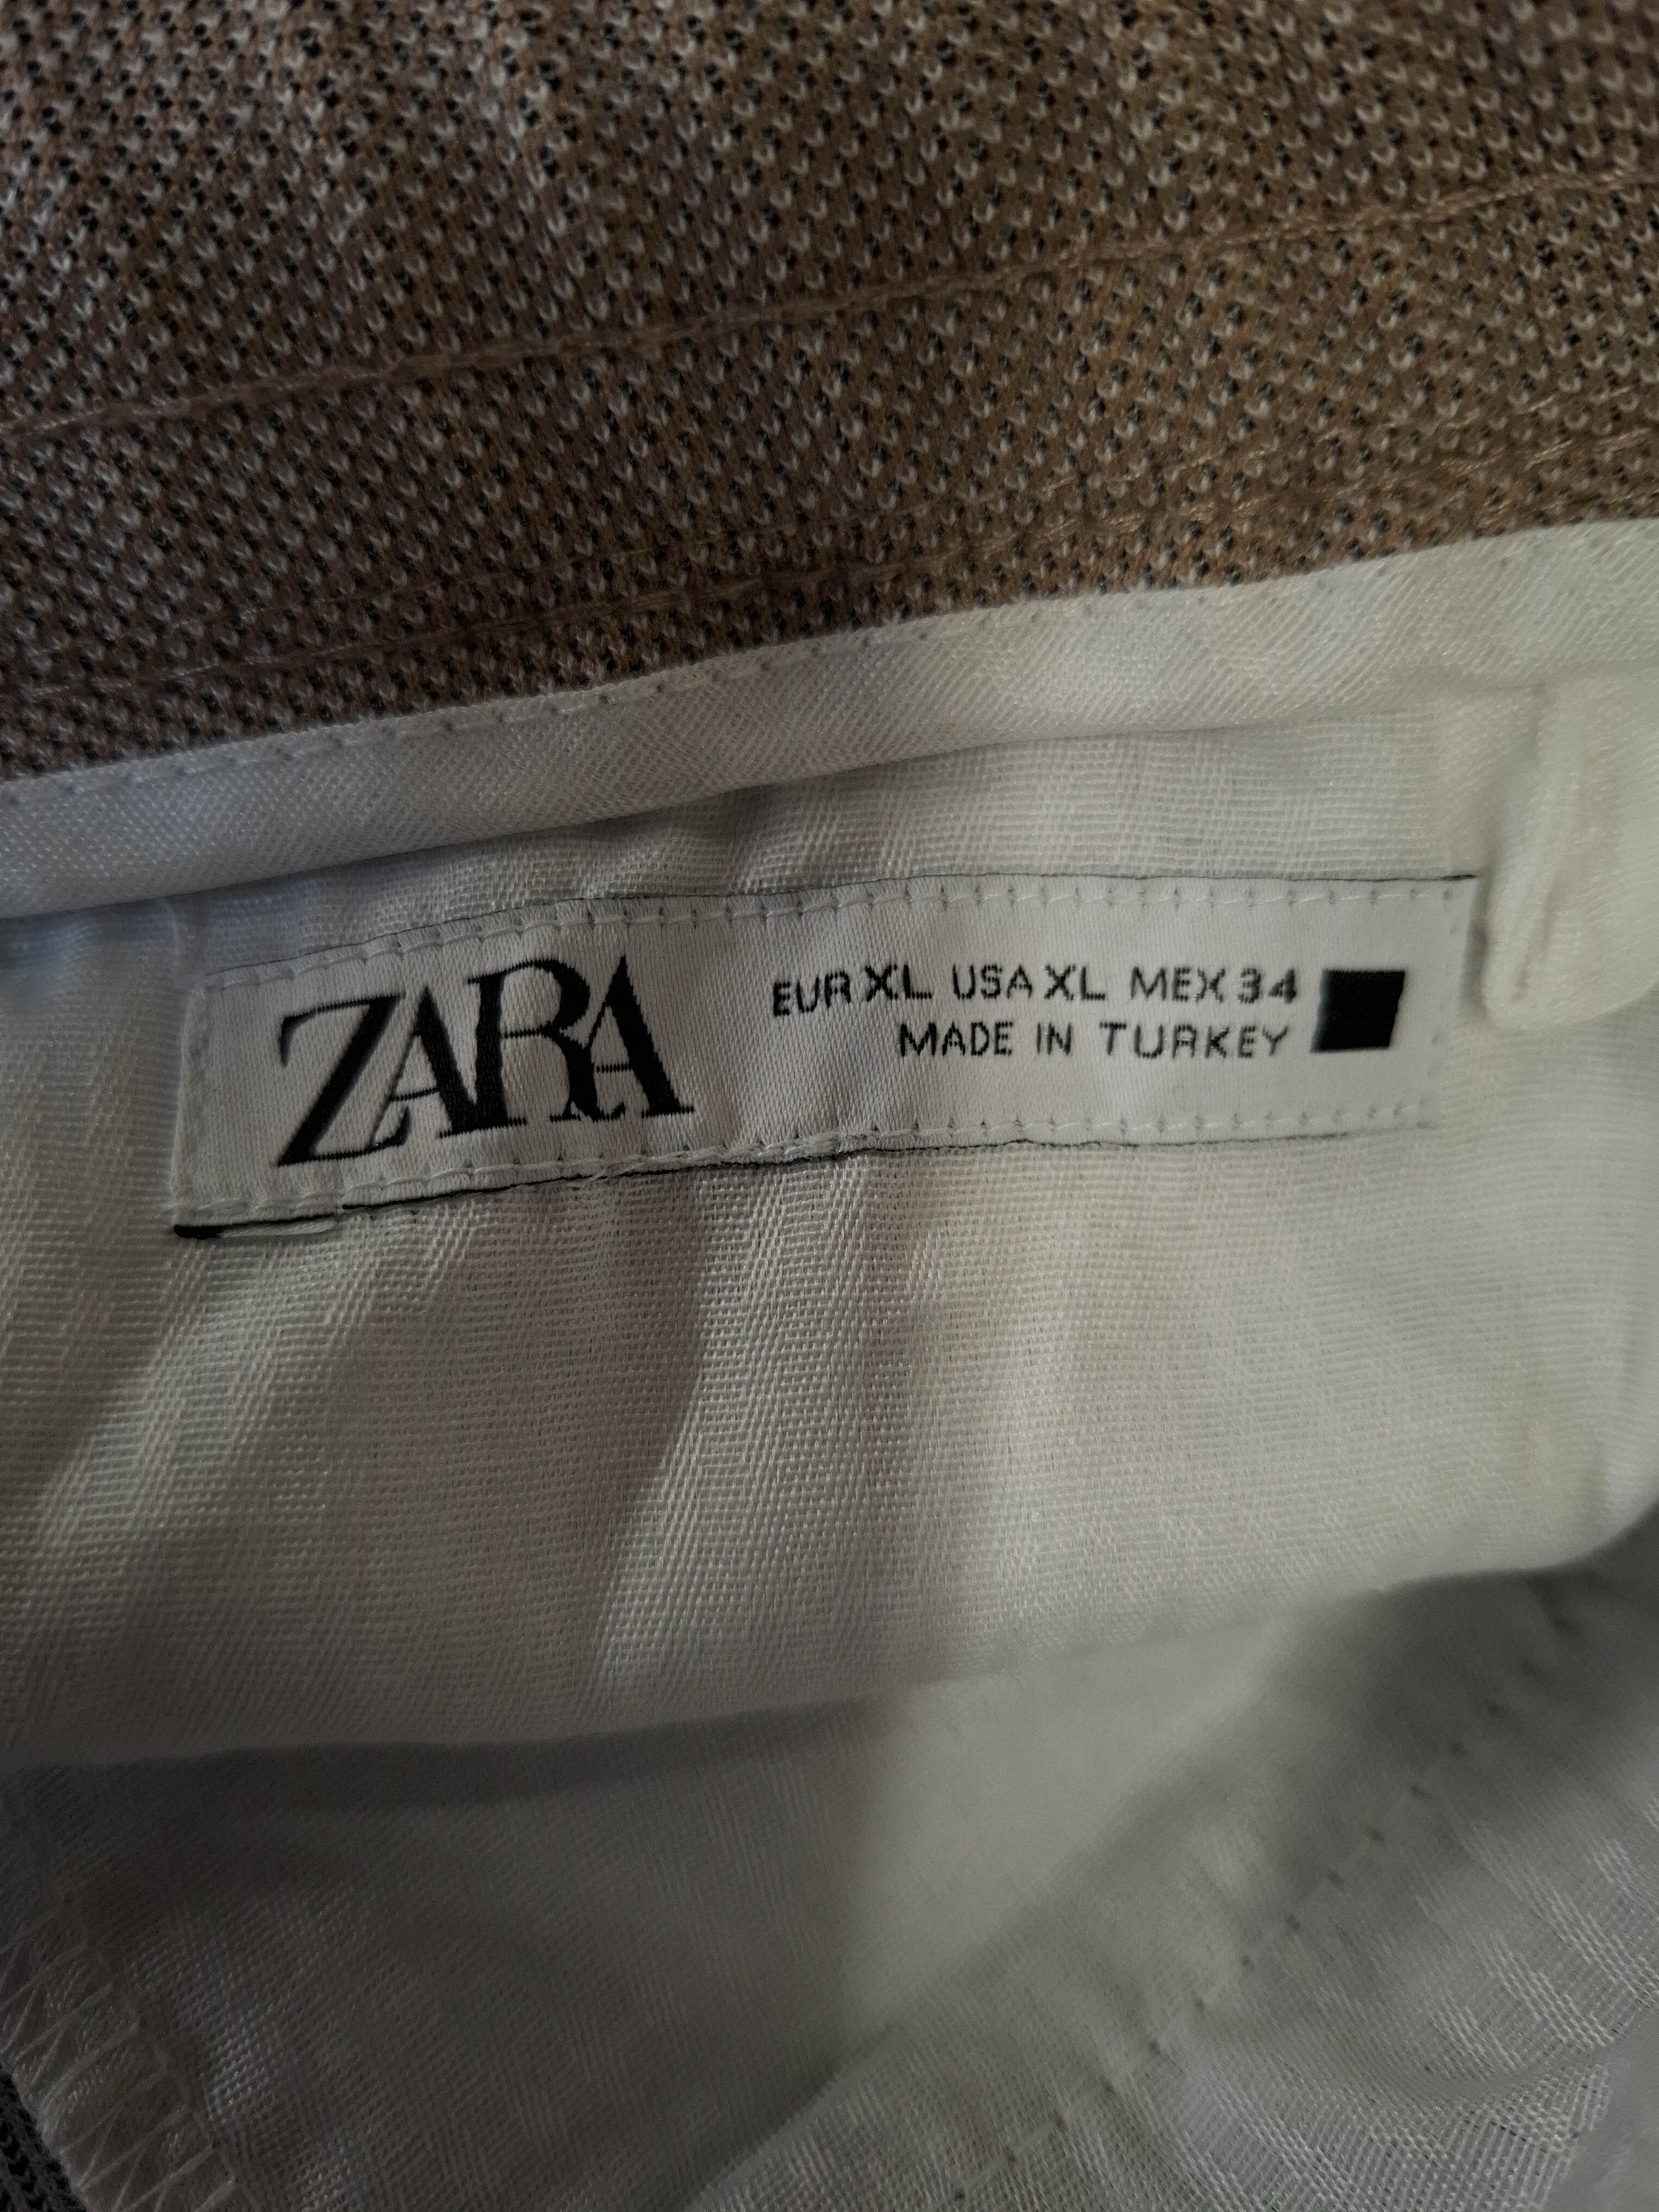 ZARA
EUR XL USA XL MEX 34
MADE IN TURKEY